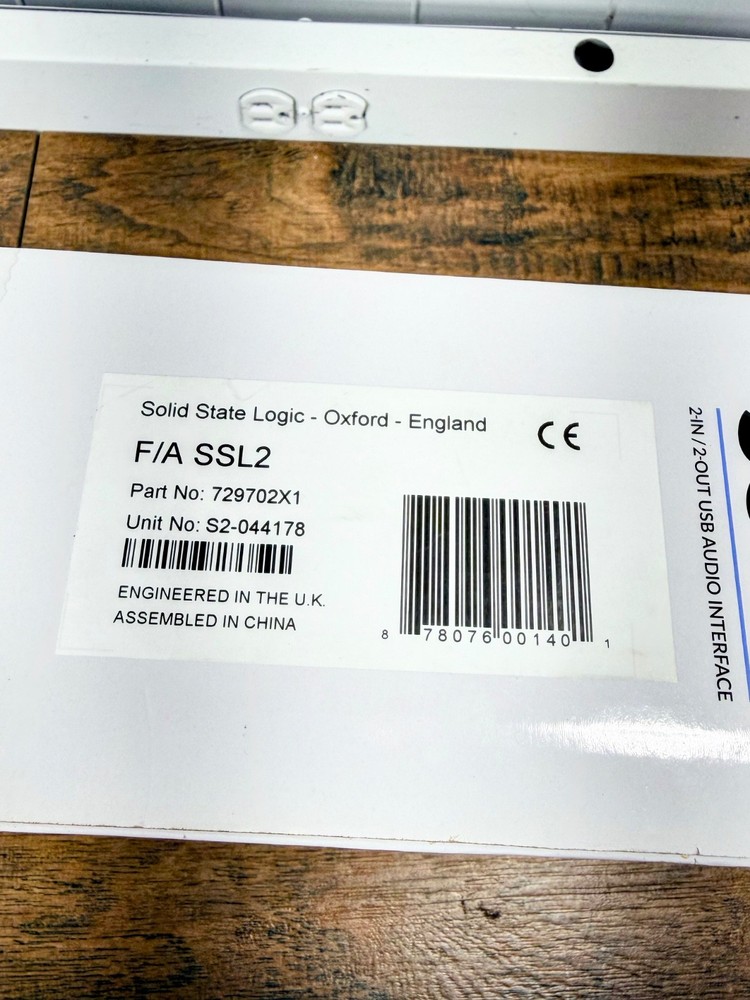 Solid State Logic - Oxford - England
CE
F/A SSL2
Part No: 729702X1
Unit No: S2-044178
ENGINEERED IN THE U.K.
ASSEMBLED IN CHINA
8 78076 00140 1
2-IN / 2-OUT USB AUDIO INTERFACE